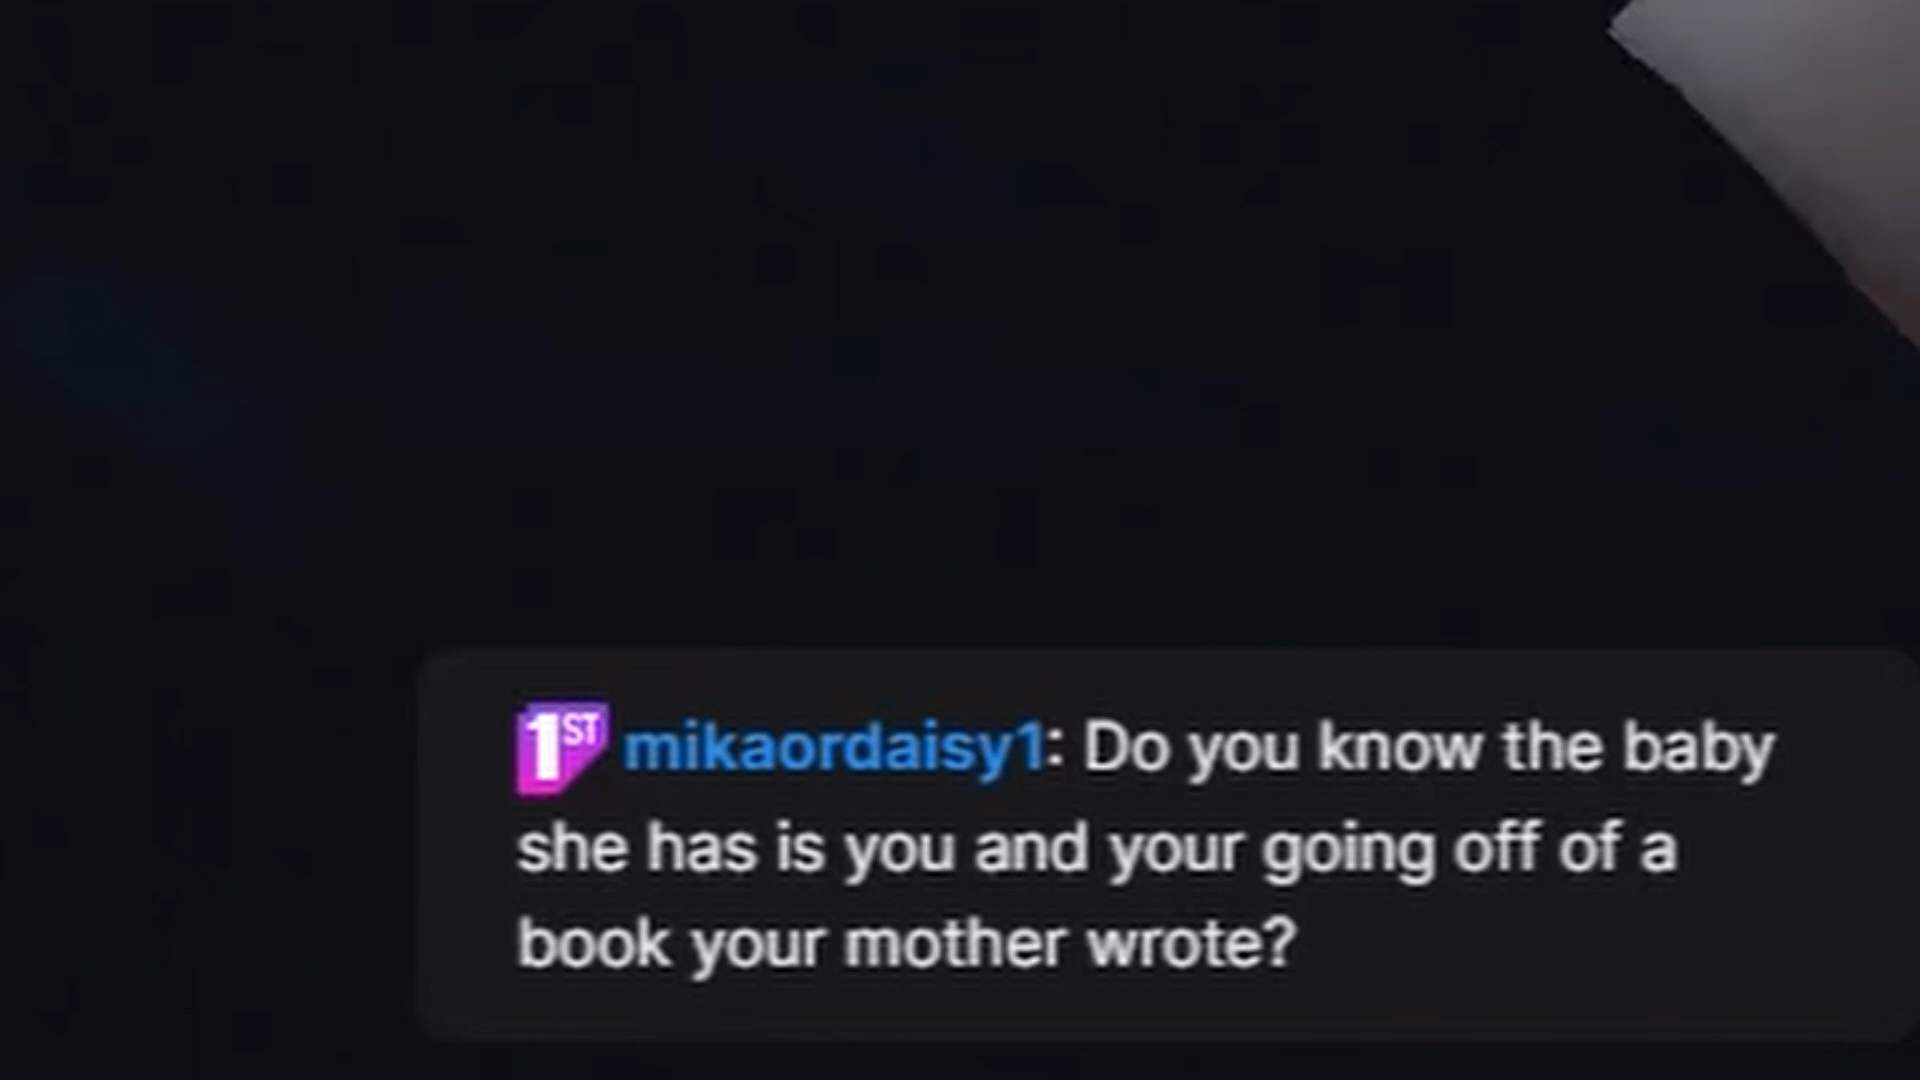 1ST mikaordaisy1: Do you know the baby
she has is you and your going off of a
book your mother wrote?